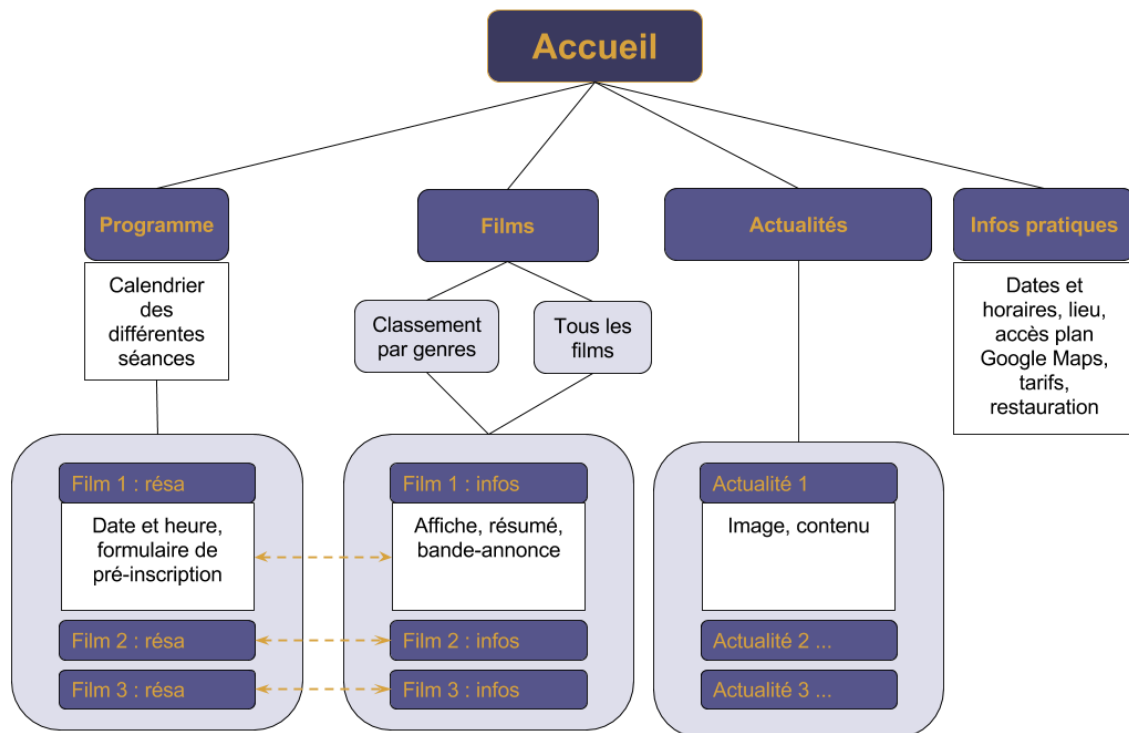 Accueil
Programme
Films
Actualités
Infos pratiques
Calendrier
des
différentes
séances
Classement
par genres
Tous les
films
Dates et
horaires, lieu,
accès plan
Google Maps,
tarifs,
restauration
Film 1 : résa
Date et heure,
formulaire de
pré-inscription
Film 2 : résa
Film 3 : résa
Film 1 : infos
Affiche, résumé,
bande-annonce
Film 2 : infos
Film 3 : infos
Actualité 1
Image, contenu
Actualité 2 ...
Actualité 3 ...